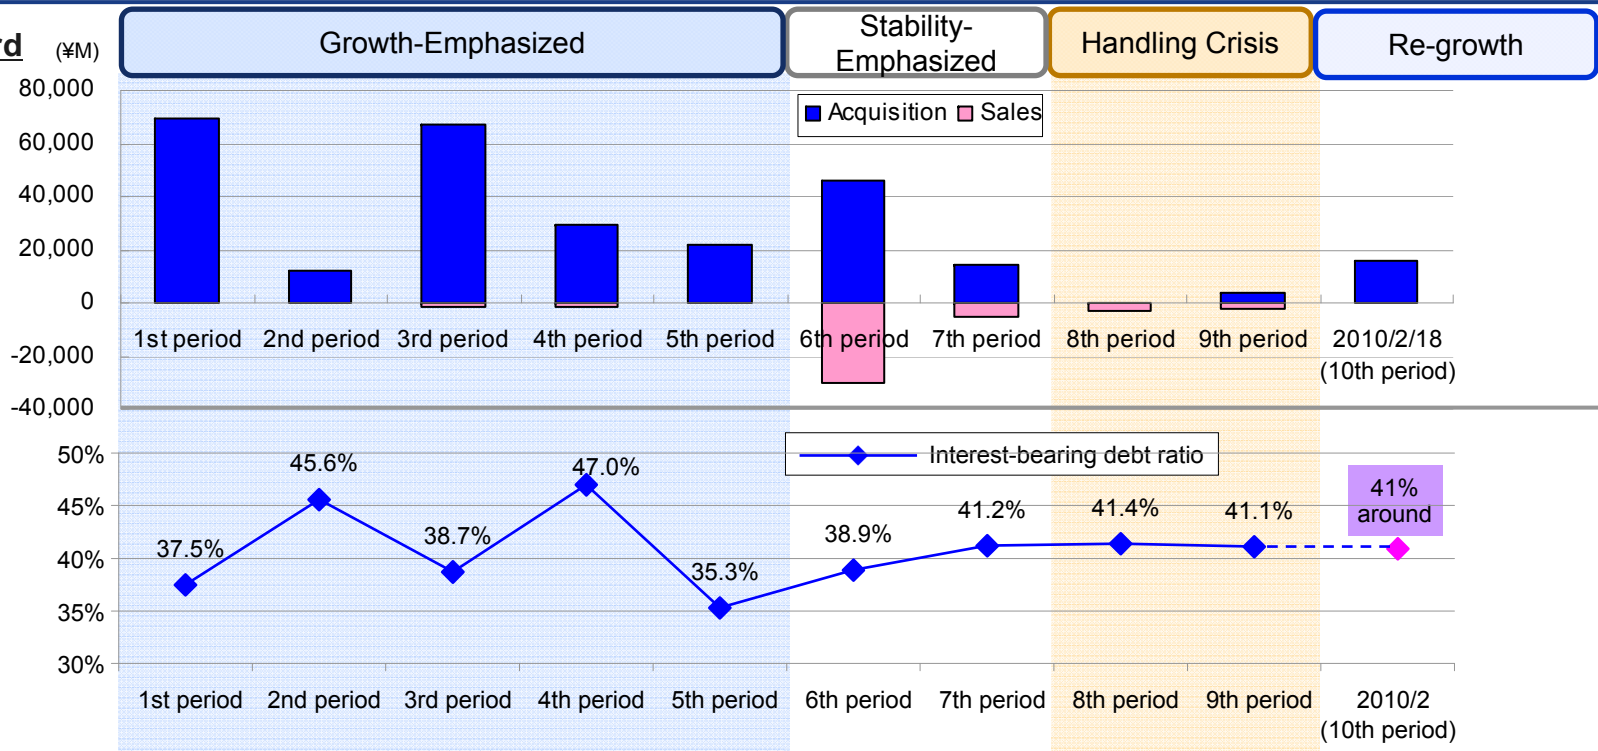 rd (¥M)
Growth-Emphasized
Stability-
Emphasized
Handling Crisis
Re-growth
Acquisition Sales
80,000
60,000
40,000
20,000
0
-20,000
-40,000
1st period 2nd period 3rd period 4th period 5th period 6th period 7th period 8th period 9th period 2010/2/18
(10th period)
Interest-bearing debt ratio
50%
45%
40%
35%
30%
37.5%
45.6%
38.7%
47.0%
35.3%
38.9%
41.2%
41.4%
41.1%
41%
around
1st period 2nd period 3rd period 4th period 5th period 6th period 7th period 8th period 9th period 2010/2
(10th period)